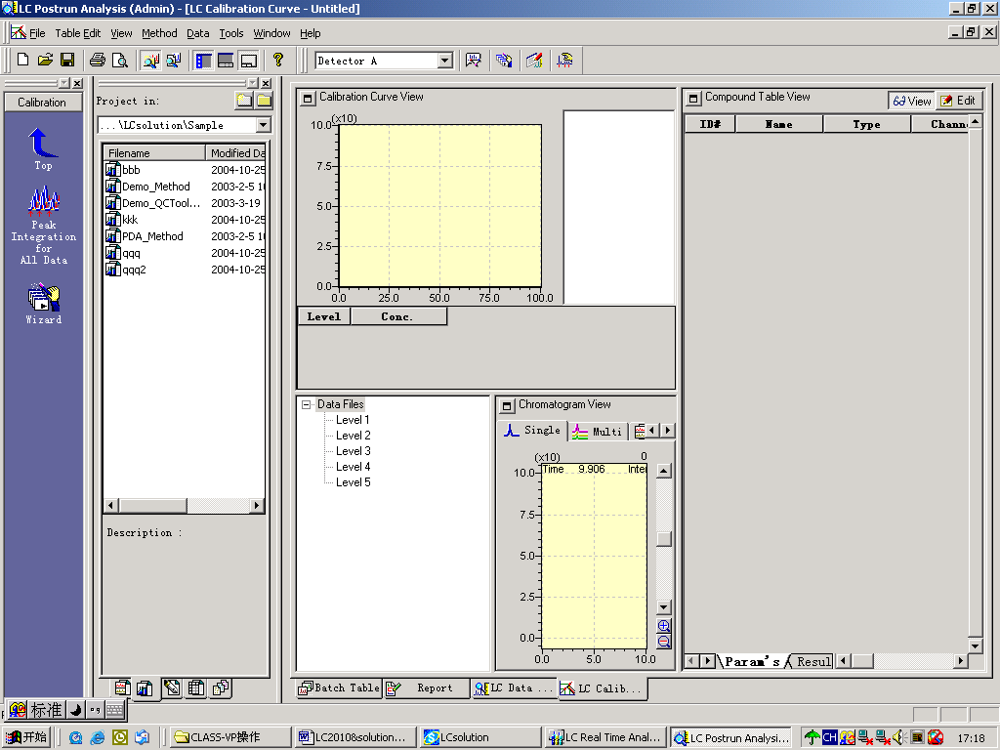 LC Postrun Analysis (Admin) - [LC Calibration Curve - Untitled]
File Table Edit View Method Data Tools Window Help
Detector A
Calibration
Top
Peak
Integration
for
All Data
Wizard
Project in:
...\LCsolution\Sample
Filename Modified Da
bbb 2004-10-25
Demo_Method 2003-2-5 1
Demo_QCTool... 2003-3-19
kkk 2004-10-25
PDA_Method 2003-2-5 1
qqq 2004-10-25
qqq2 2004-10-25
Description :
Calibration Curve View
(x10)
10.0
7.5
5.0
2.5
0.0
0.0 25.0 50.0 75.0 100.0
Level Conc.
Data Files
Level 1
Level 2
Level 3
Level 4
Level 5
Chromatogram View
Single Multi
(x10) 0
10.0 Time 9.906 Inte
7.5
5.0
2.5
0.0
0.0 5.0 10.0
Compound Table View View Edit
ID# Name Type Chann
Param's Resul
Batch Table Report LC Data ... LC Calib...
标准
开始 CLASS-VP操作 LC2010&solution... LCsolution LC Real Time Anal... LC Postrun Analysi... CH 17:18